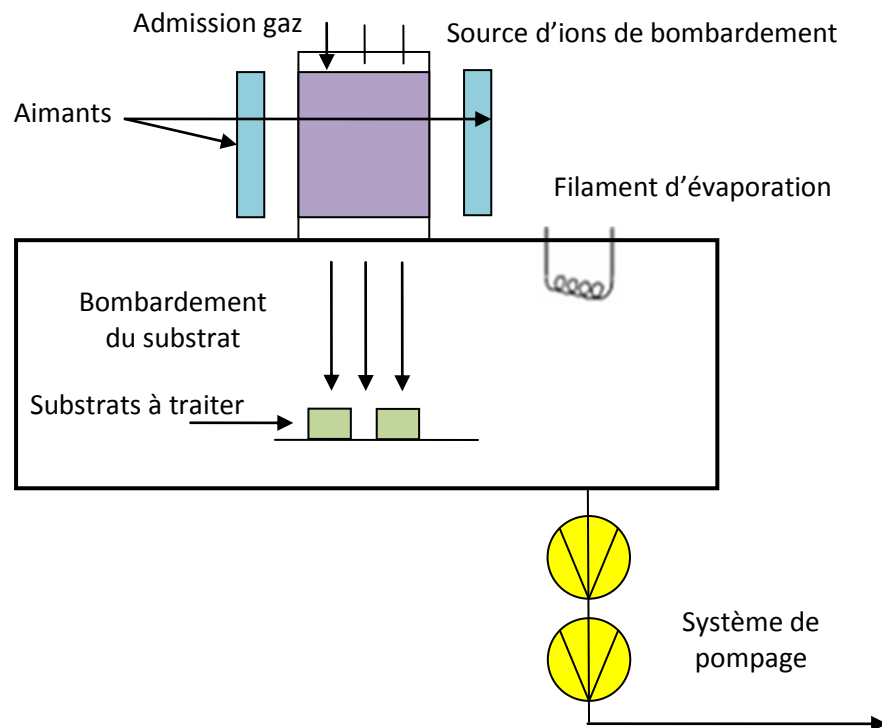 Admission gaz
Source d’ions de bombardement
Aimants
Filament d’évaporation
Bombardement
du substrat
Substrats à traiter
Système de
pompage